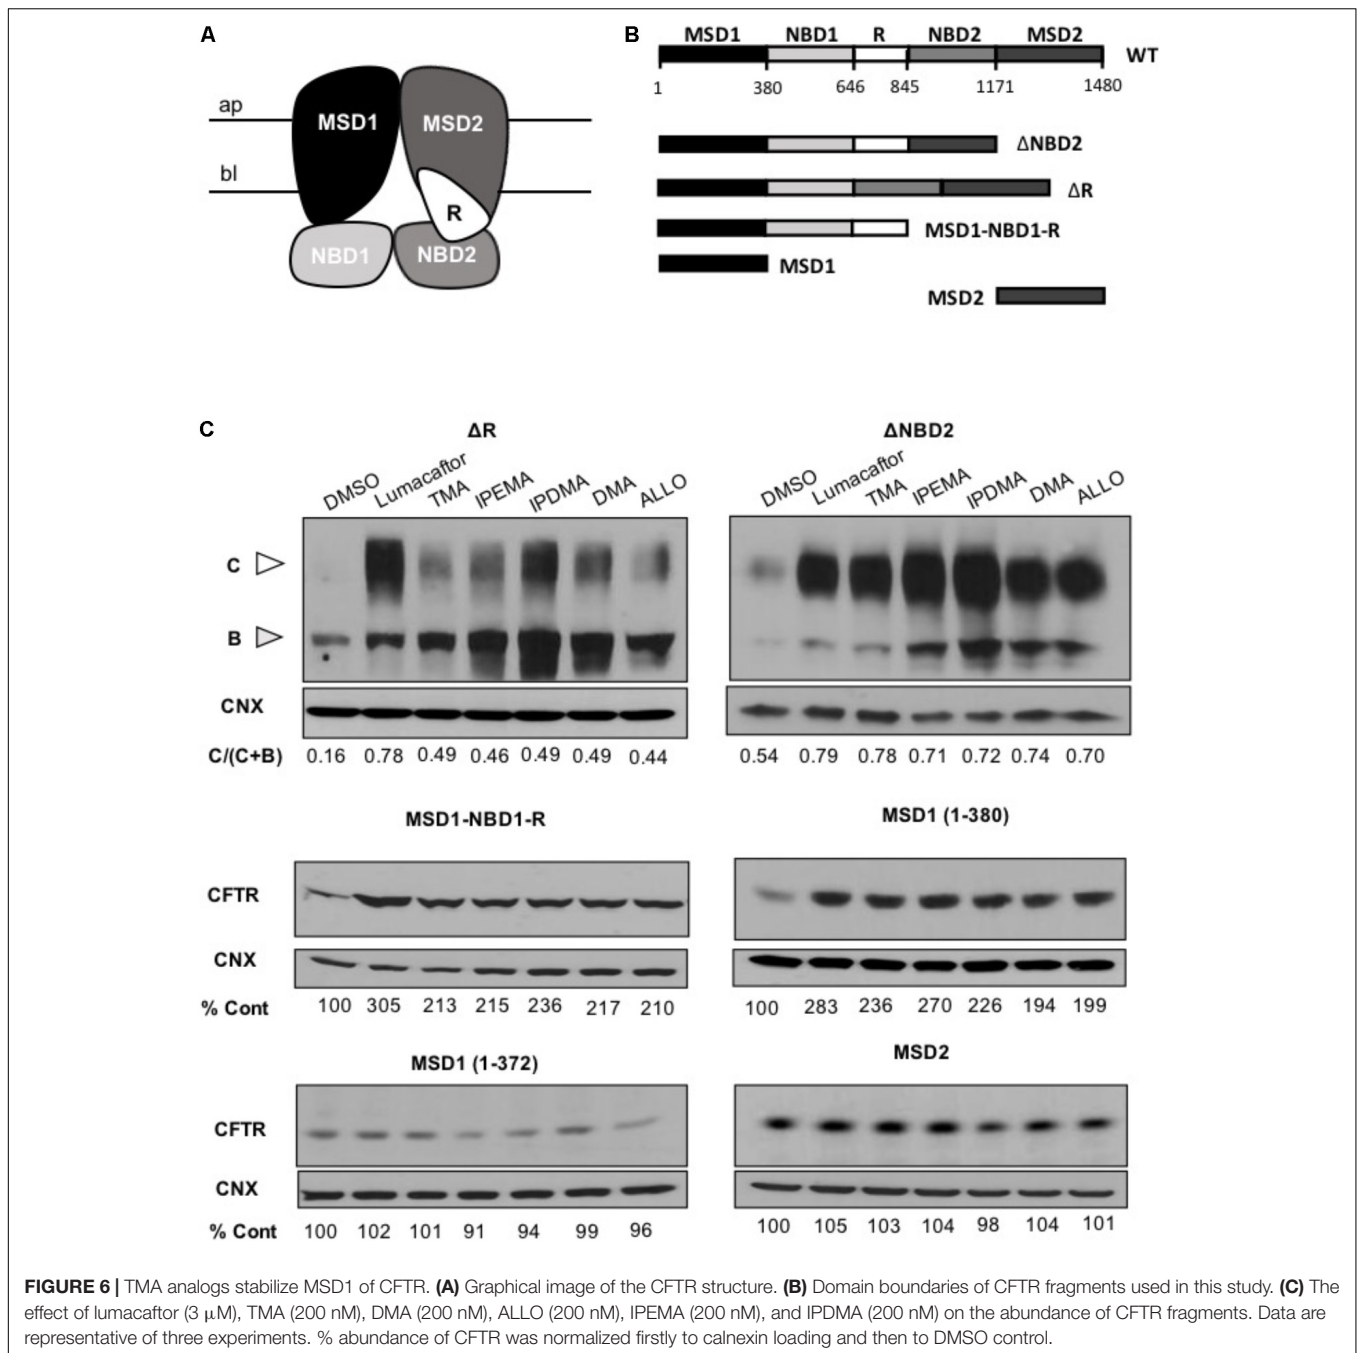 A
ap
bl
MSD1
MSD2
R
NBD1
NBD2
B
MSD1 NBD1 R NBD2 MSD2
WT
1 380 646 845 1171 1480
ΔNBD2
ΔR
MSD1-NBD1-R
MSD1
MSD2
C
ΔR
DMSO Lumacaftor TMA IPEMA IPDMA DMA ALLO
C
B
CNX
C/(C+B) 0.16 0.78 0.49 0.46 0.49 0.49 0.44
ΔNBD2
DMSO Lumacaftor TMA IPEMA IPDMA DMA ALLO
0.54 0.79 0.78 0.71 0.72 0.74 0.70
MSD1-NBD1-R
CFTR
CNX
% Cont 100 305 213 215 236 217 210
MSD1 (1-380)
100 283 236 270 226 194 199
MSD1 (1-372)
CFTR
CNX
% Cont 100 102 101 91 94 99 96
MSD2
100 105 103 104 98 104 101
FIGURE 6 | TMA analogs stabilize MSD1 of CFTR. (A) Graphical image of the CFTR structure. (B) Domain boundaries of CFTR fragments used in this study. (C) The
effect of lumacaftor (3 μM), TMA (200 nM), DMA (200 nM), ALLO (200 nM), IPEMA (200 nM), and IPDMA (200 nM) on the abundance of CFTR fragments. Data are
representative of three experiments. % abundance of CFTR was normalized firstly to calnexin loading and then to DMSO control.